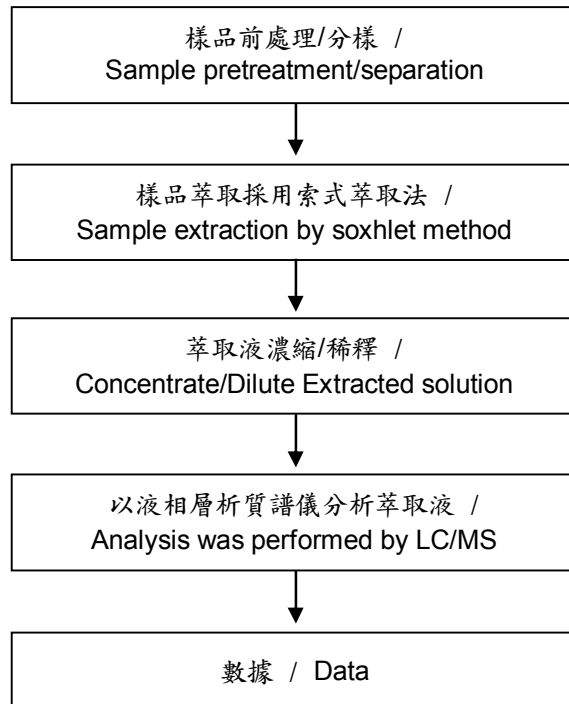 樣品前處理/分樣 /
Sample pretreatment/separation
樣品萃取採用索式萃取法 /
Sample extraction by soxhlet method
萃取液濃縮/稀釋 /
Concentrate/Dilute Extracted solution
以液相層析質譜儀分析萃取液 /
Analysis was performed by LC/MS
數據 / Data